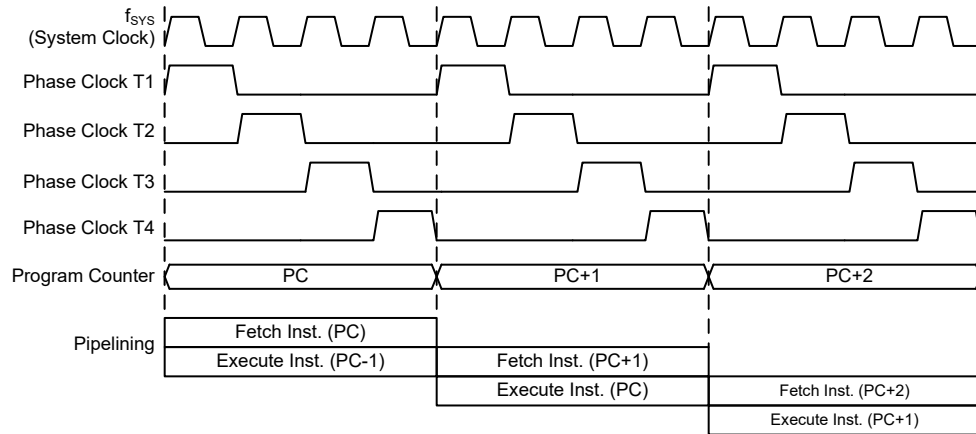 fSYS
(System Clock)
Phase Clock T1
Phase Clock T2
Phase Clock T3
Phase Clock T4
Program Counter PC PC+1 PC+2
Pipelining
Fetch Inst. (PC)
Execute Inst. (PC-1) Fetch Inst. (PC+1)
Execute Inst. (PC) Fetch Inst. (PC+2)
Execute Inst. (PC+1)